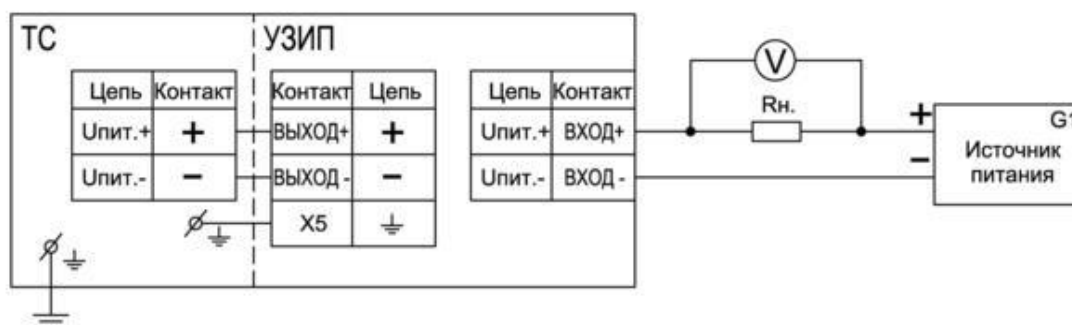 ТС
УЗИП
Цепь Контакт
Uпит.+ +
Uпит.- −
Контакт Цепь
ВЫХОД+ +
ВЫХОД - −
X5
Цепь Контакт
Uпит.+ ВХОД+
Uпит.- ВХОД -
V
Rн.
+
−
G1
Источник
питания